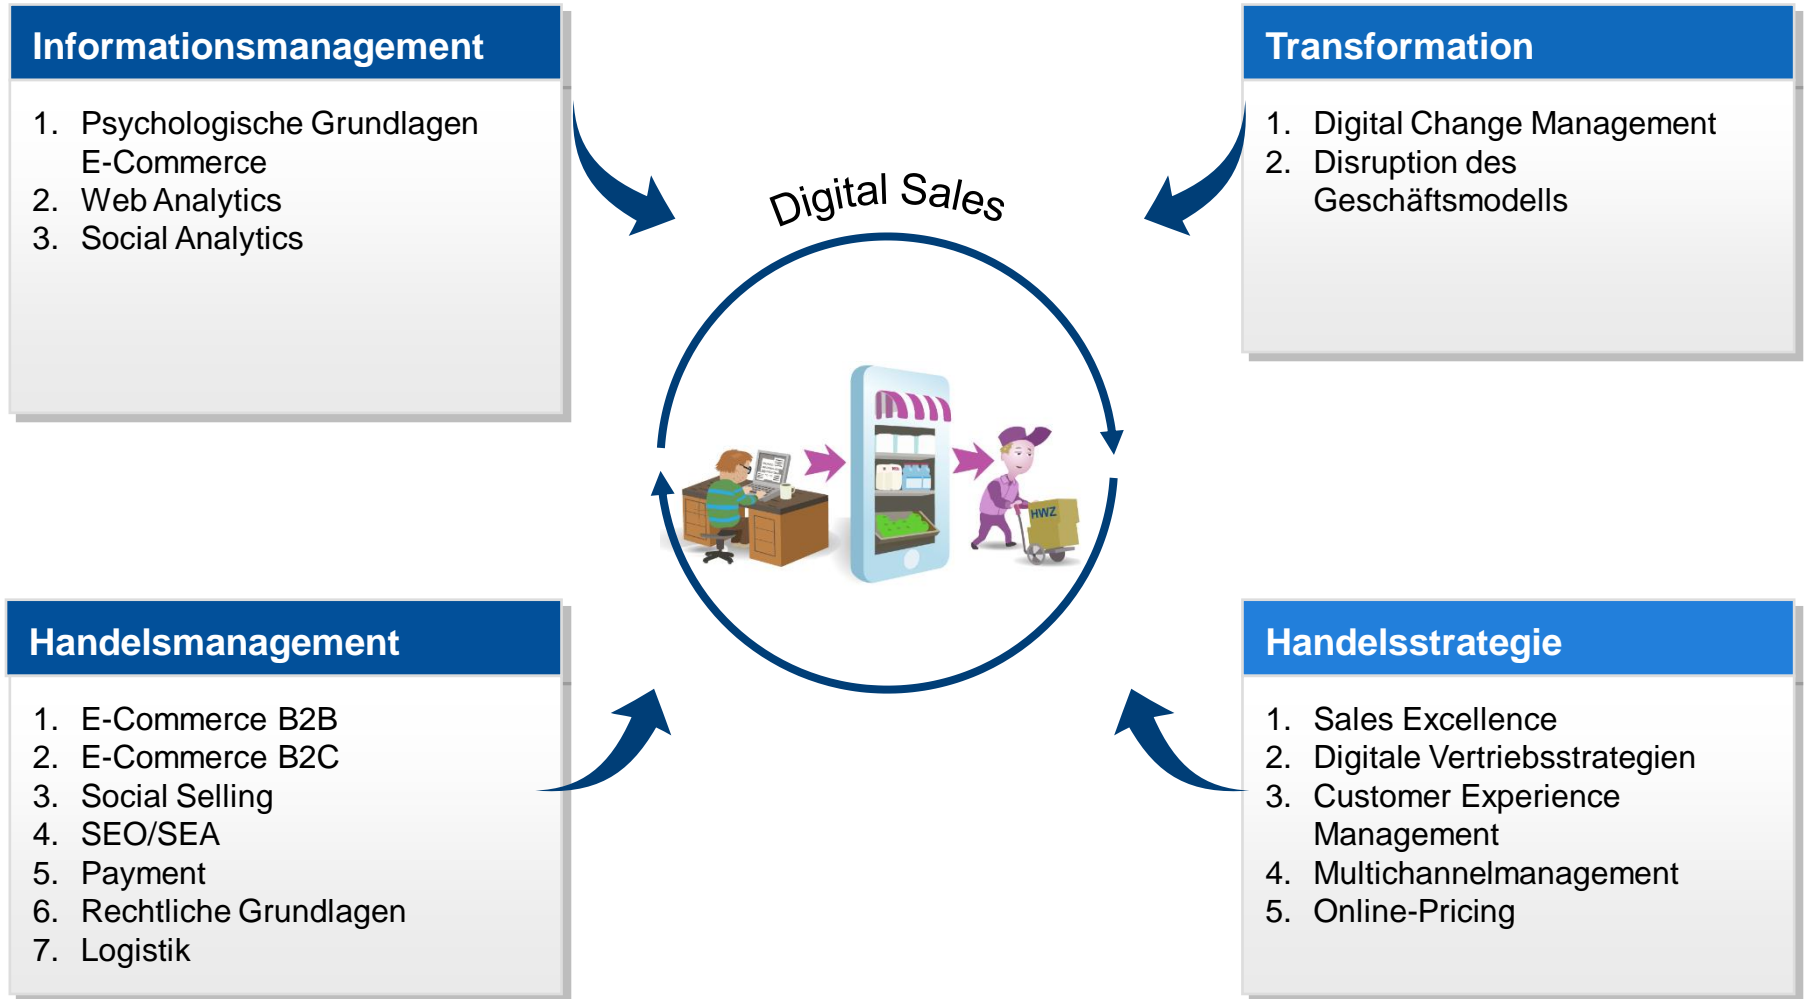 Informationsmanagement
1. Psychologische Grundlagen
E-Commerce
2. Web Analytics
3. Social Analytics
Transformation
1. Digital Change Management
2. Disruption des
Geschäftsmodells
Digital Sales
HWZ
Handelsmanagement
1. E-Commerce B2B
2. E-Commerce B2C
3. Social Selling
4. SEO/SEA
5. Payment
6. Rechtliche Grundlagen
7. Logistik
Handelsstrategie
1. Sales Excellence
2. Digitale Vertriebsstrategien
3. Customer Experience
Management
4. Multichannelmanagement
5. Online-Pricing